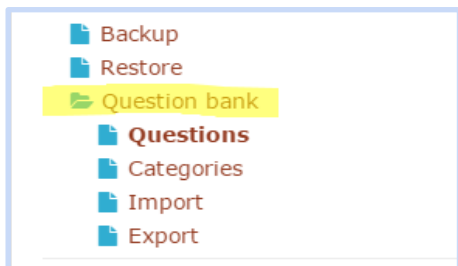 Backup
Restore
Question bank
Questions
Categories
Import
Export